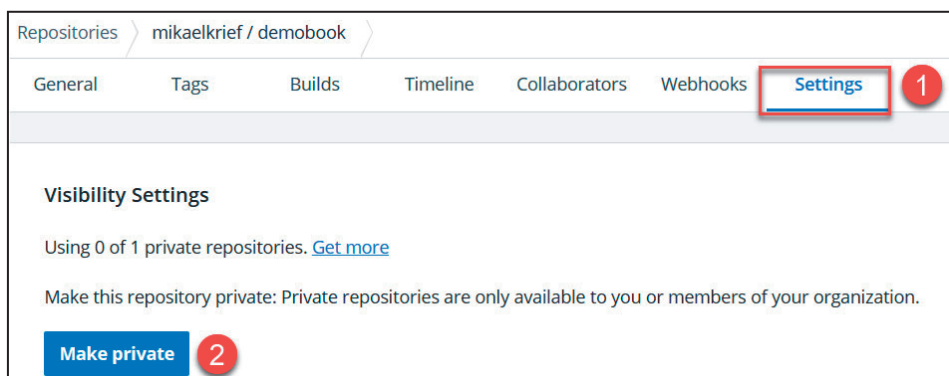 Repositories mikaelkrief / demobook
General Tags Builds Timeline Collaborators Webhooks Settings 1
Visibility Settings
Using 0 of 1 private repositories. Get more
Make this repository private: Private repositories are only available to you or members of your organization.
Make private 2